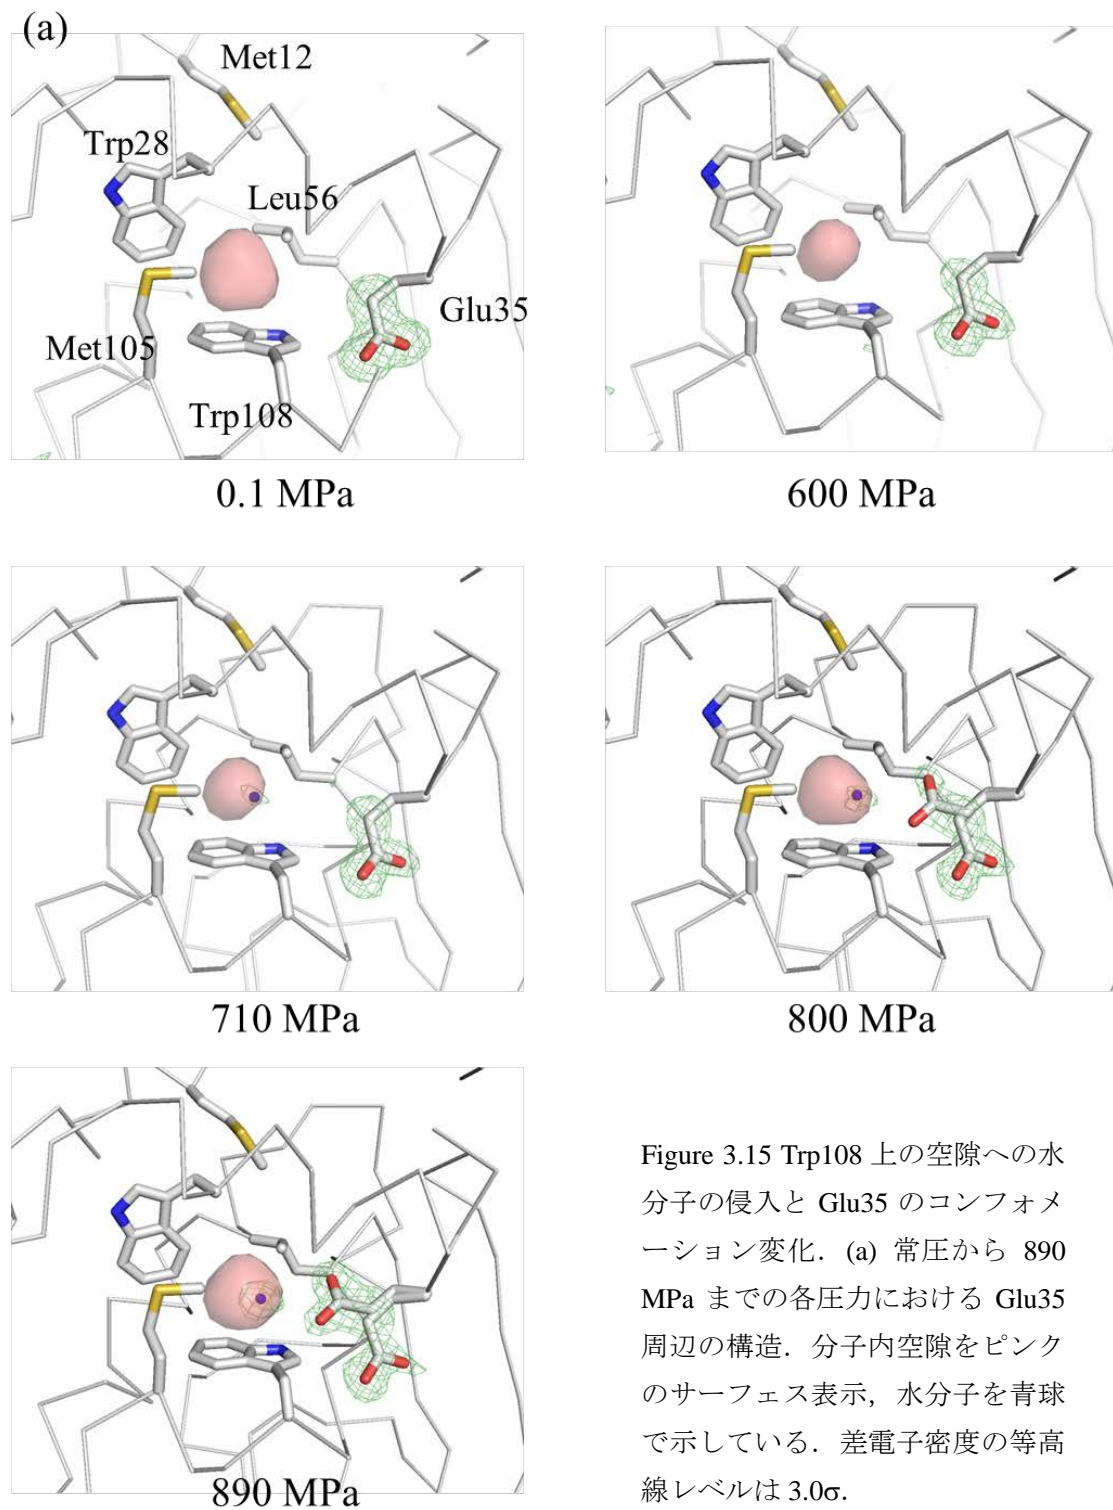 (a)
Met12
Trp28
Leu56
Glu35
Met105
Trp108
0.1 MPa
600 MPa
710 MPa
800 MPa
890 MPa
Figure 3.15 Trp108 上の空隙への水
分子の侵入と Glu35 のコンフォメ
ーション変化．(a) 常圧から 890
MPa までの各圧力における Glu35
周辺の構造．分子内空隙をピンク
のサーフェス表示，水分子を青球
で示している．差電子密度の等高
線レベルは 3.0σ.